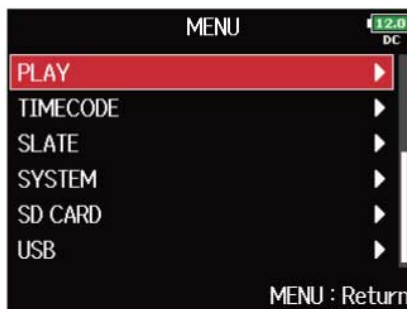 MENU
12.0
DC
PLAY
TIMECODE
SLATE
SYSTEM
SD CARD
USB
MENU : Return